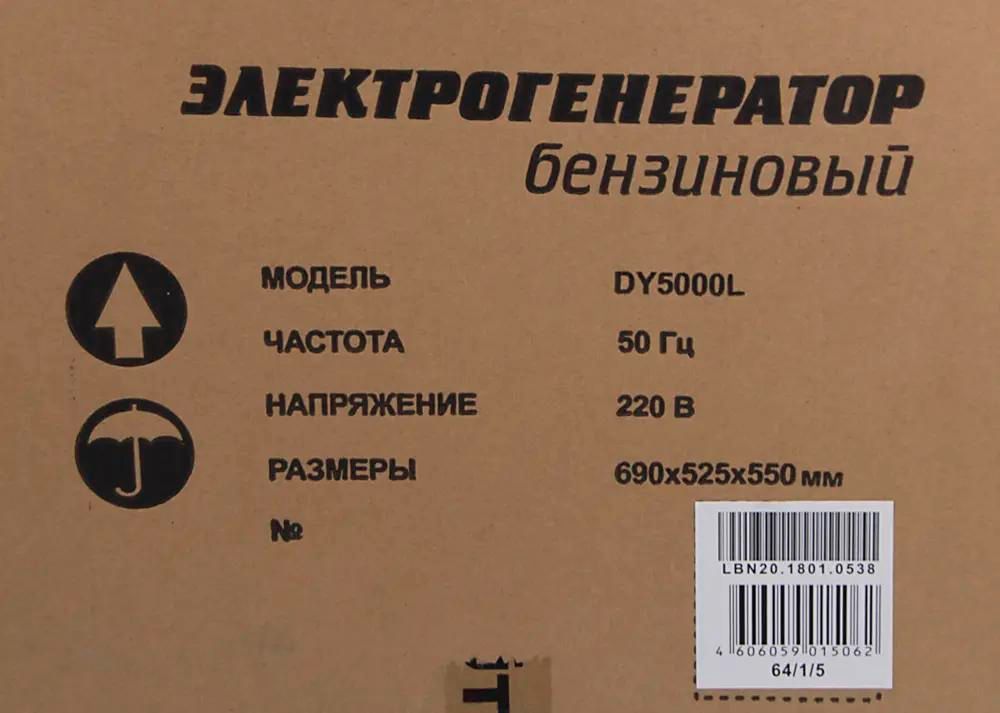 ЭЛЕКТРОГЕНЕРАТОР
бензиновый
МОДЕЛЬ DY5000L
ЧАСТОТА 50 Гц
НАПРЯЖЕНИЕ 220 В
РАЗМЕРЫ 690x525x550 мм
№
LBN20.1801.0538
4 606059 015062
64/1/5